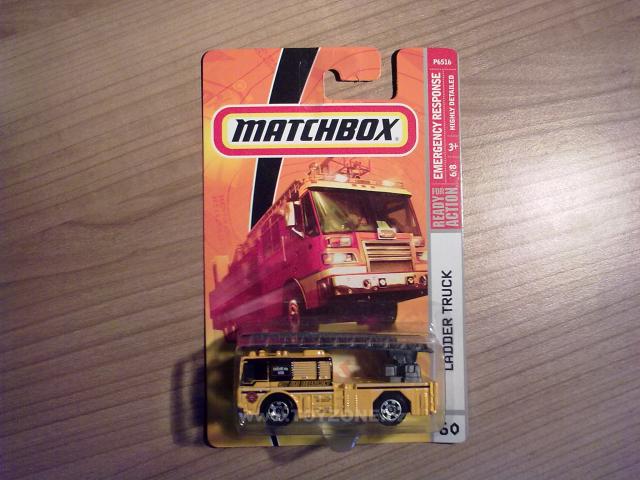 MATCHBOX
P6516
EMERGENCY RESPONSE
HIGHLY DETAILED
6/8
3+
READY FOR
ACTION
LADDER TRUCK
60